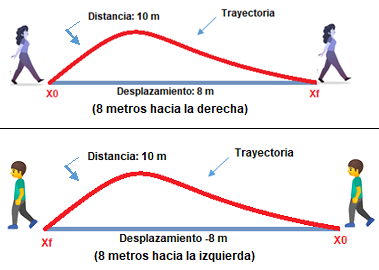 Distancia: 10 m
Trayectoria
X0
Desplazamiento: 8 m
Xf
(8 metros hacia la derecha)
Distancia: 10 m
Trayectoria
Xf
Desplazamiento -8 m
X0
(8 metros hacia la izquierda)